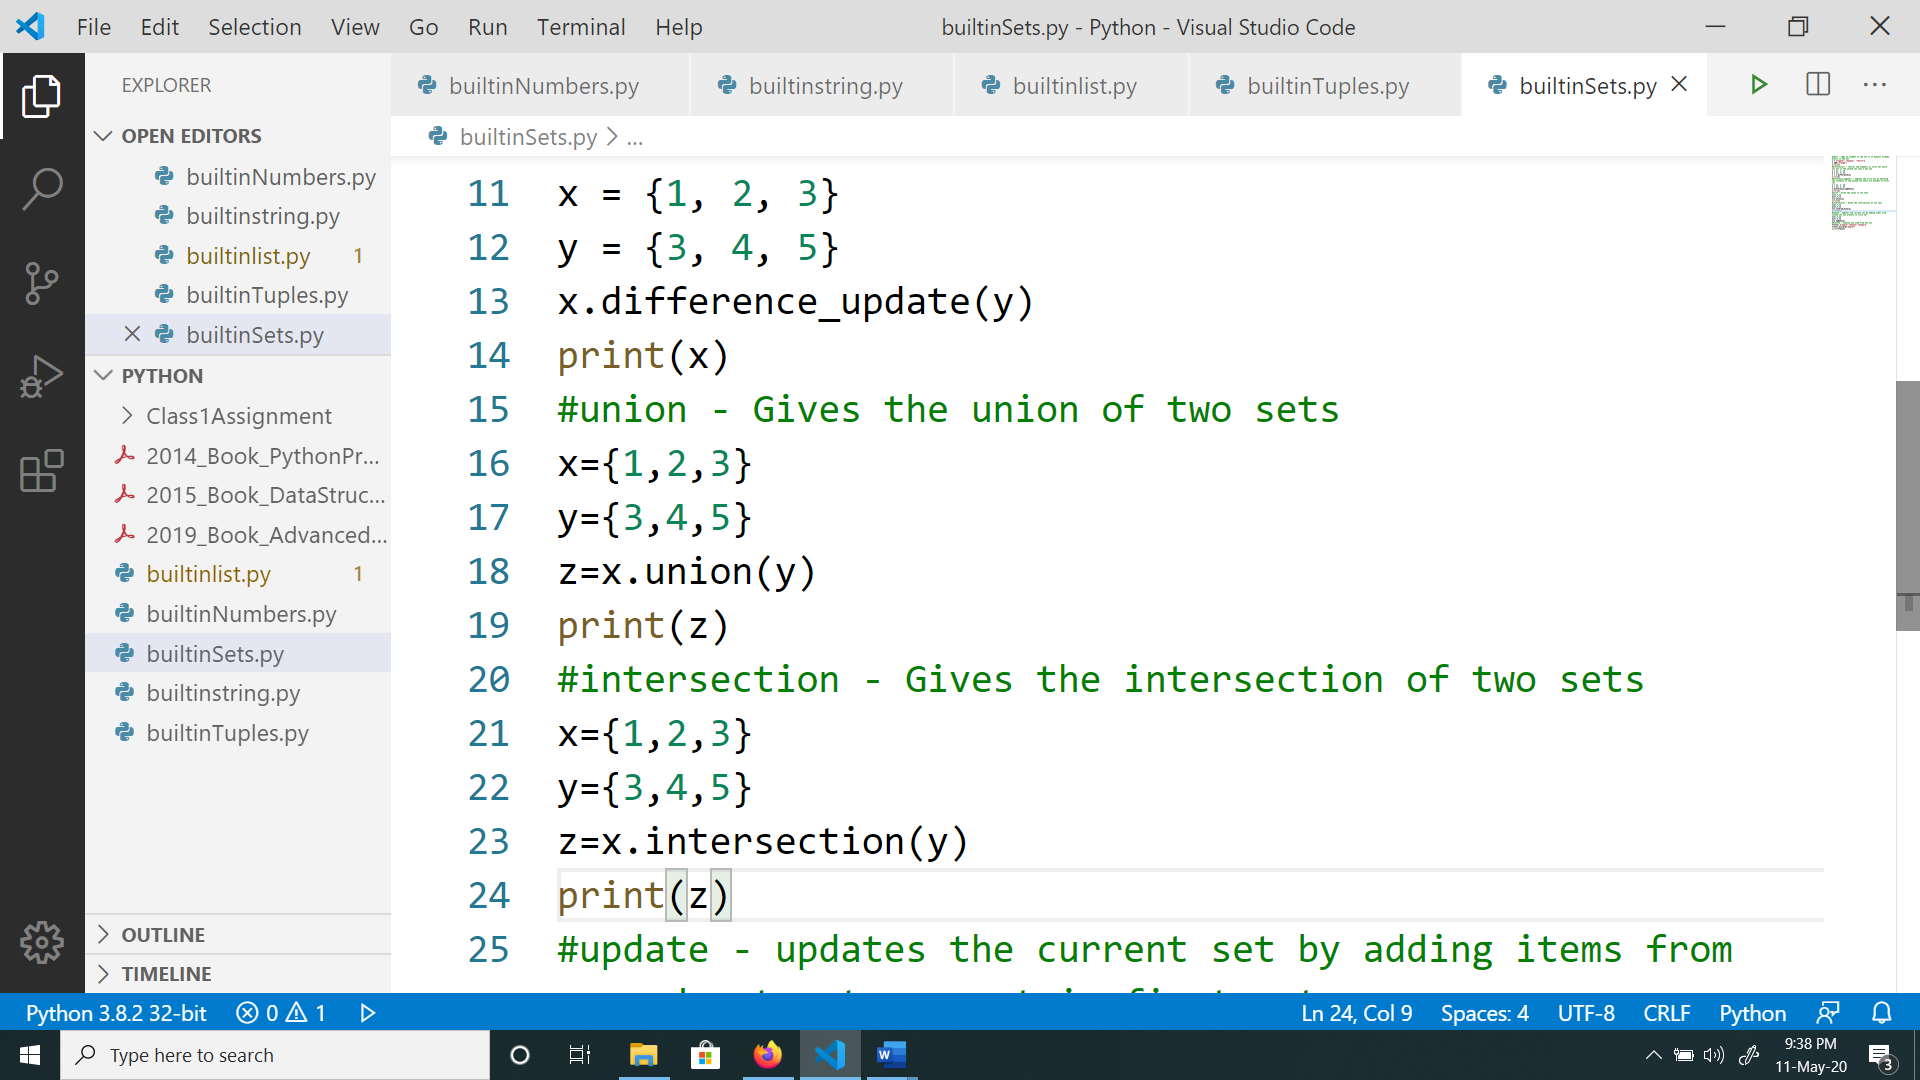 File Edit Selection View Go Run Terminal Help
builtinSets.py - Python - Visual Studio Code
EXPLORER
OPEN EDITORS
builtinNumbers.py
builtinstring.py
builtinlist.py 1
builtinTuples.py
builtinSets.py
PYTHON
Class1Assignment
2014_Book_PythonPr...
2015_Book_DataStruc...
2019_Book_Advanced...
builtinlist.py 1
builtinNumbers.py
builtinSets.py
builtinstring.py
builtinTuples.py
OUTLINE
TIMELINE
builtinNumbers.py builtinstring.py builtinlist.py builtinTuples.py builtinSets.py
builtinSets.py > ...
11 x = {1, 2, 3}
12 y = {3, 4, 5}
13 x.difference_update(y)
14 print(x)
15 #union - Gives the union of two sets
16 x={1,2,3}
17 y={3,4,5}
18 z=x.union(y)
19 print(z)
20 #intersection - Gives the intersection of two sets
21 x={1,2,3}
22 y={3,4,5}
23 z=x.intersection(y)
24 print(z)
25 #update - updates the current set by adding items from
Python 3.8.2 32-bit 0 1
Ln 24, Col 9 Spaces: 4 UTF-8 CRLF Python
Type here to search
9:38 PM
11-May-20
3